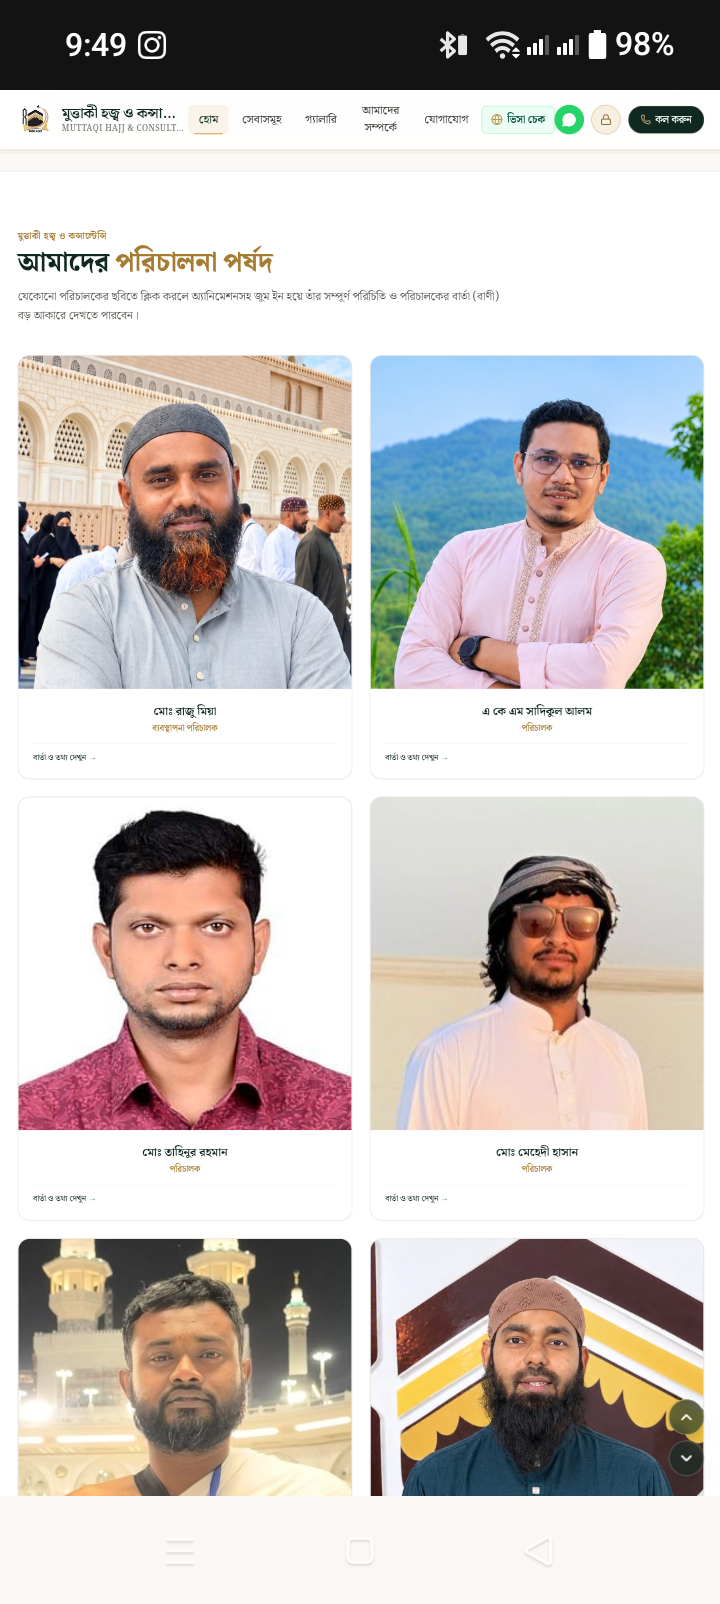 9:49
98%
মুত্তাকী হজ্ব ও কন্সা...
MUTTAQI HAJJ & CONSULT...
হোম
সেবাসমূহ
গ্যালারি
আমাদের
সম্পর্কে
যোগাযোগ
ভিসা চেক
কল করুন
মুত্তাকী হজ্ব ও কন্সালটেন্সি
আমাদের পরিচালনা পর্ষদ
যেকোনো পরিচালকের ছবিতে ক্লিক করলে অ্যানিমেশনসহ জুম ইন হয়ে তাঁর সম্পূর্ণ পরিচিতি ও পরিচালকের বার্তা (বাণী)
বড় আকারে দেখতে পারবেন।
মোঃ রাজু মিয়া
ব্যবস্থাপনা পরিচালক
বার্তা ও তথ্য দেখুন →
এ কে এম সাদিকুল আলম
পরিচালক
বার্তা ও তথ্য দেখুন →
মোঃ তাহিনুর রহমান
পরিচালক
বার্তা ও তথ্য দেখুন →
মোঃ মেহেদী হাসান
পরিচালক
বার্তা ও তথ্য দেখুন →